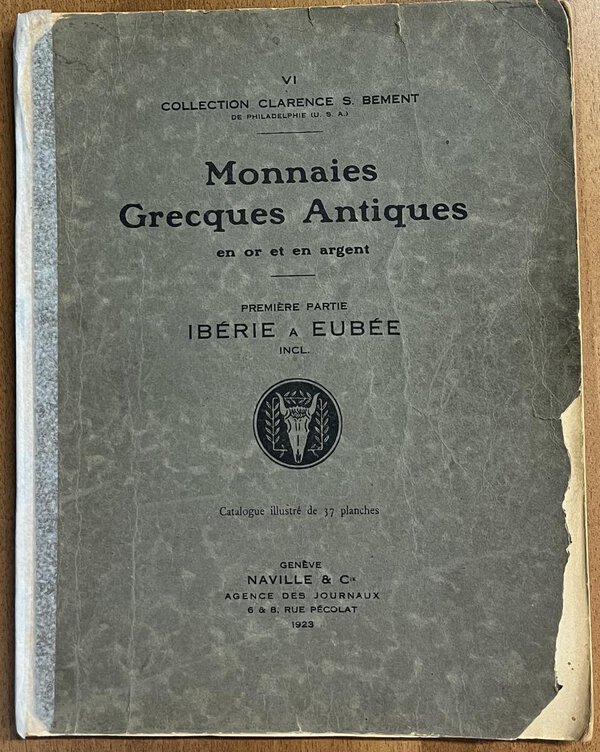 VI
COLLECTION CLARENCE S. BEMENT
DE PHILADELPHIE (U. S. A.)
Monnaies
Grecques Antiques
en or et en argent
PREMIÈRE PARTIE
IBÉRIE A EUBÉE
INCL.
Catalogue illustré de 37 planches
GENÈVE
NAVILLE & Cie
AGENCE DES JOURNAUX
6 & 8, RUE PÉCOLAT
1923